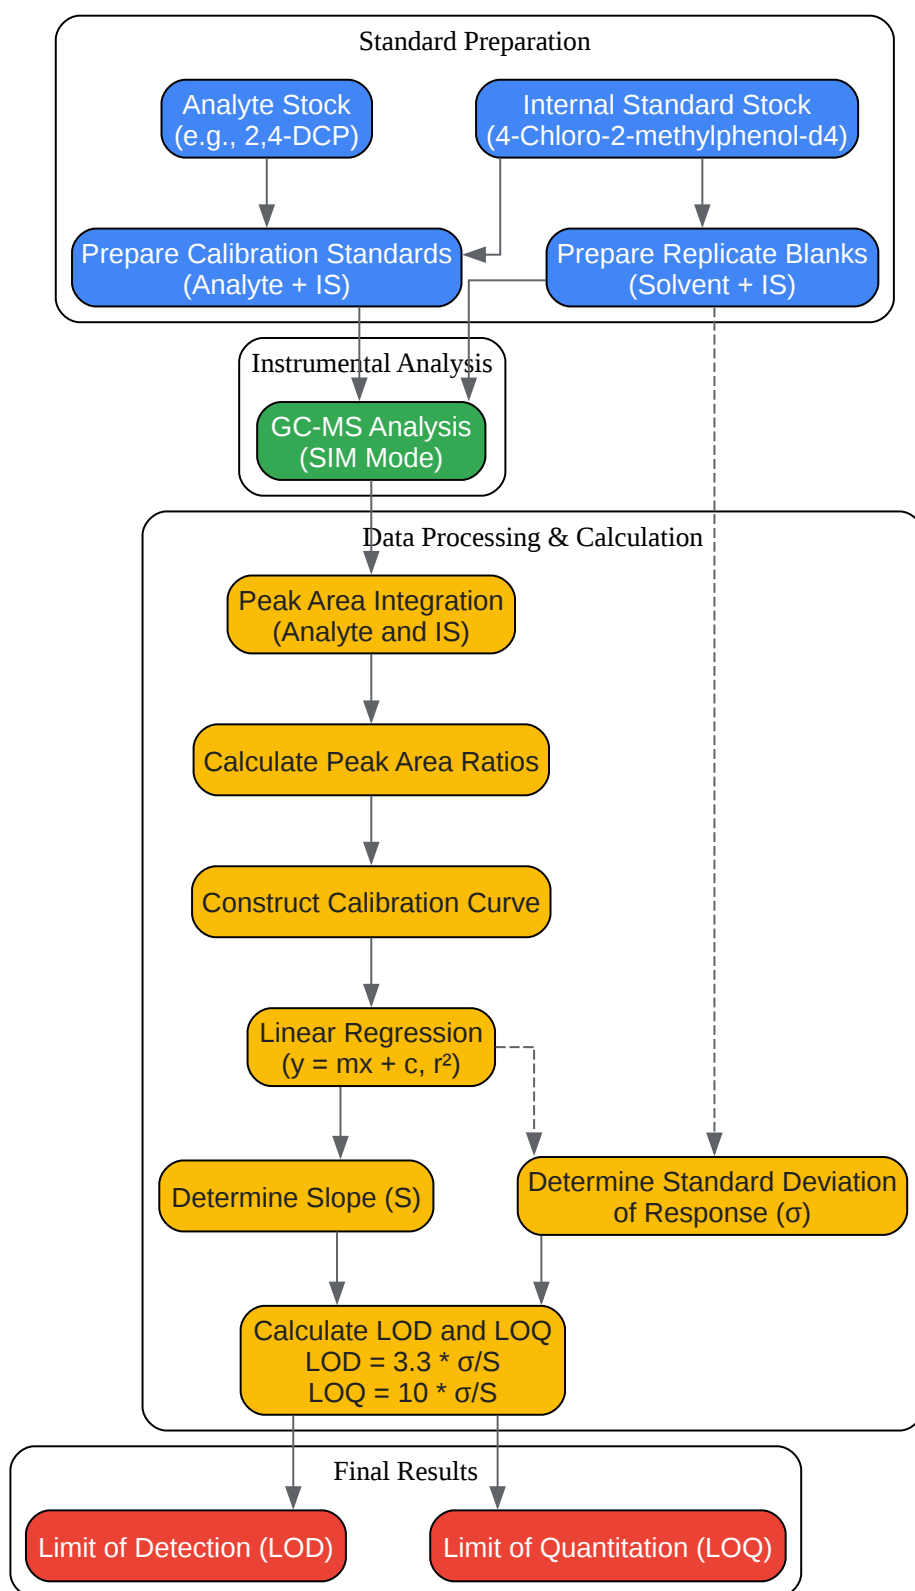 Standard Preparation
Analyte Stock
(e.g., 2,4-DCP)
Internal Standard Stock
(4-Chloro-2-methylphenol-d4)
Prepare Calibration Standards
(Analyte + IS)
Prepare Replicate Blanks
(Solvent + IS)
Instrumental Analysis
GC-MS Analysis
(SIM Mode)
Data Processing & Calculation
Peak Area Integration
(Analyte and IS)
Calculate Peak Area Ratios
Construct Calibration Curve
Linear Regression
(y = mx + c, r²)
Determine Slope (S)
Determine Standard Deviation
of Response (σ)
Calculate LOD and LOQ
LOD = 3.3 * σ/S
LOQ = 10 * σ/S
Final Results
Limit of Detection (LOD)
Limit of Quantitation (LOQ)